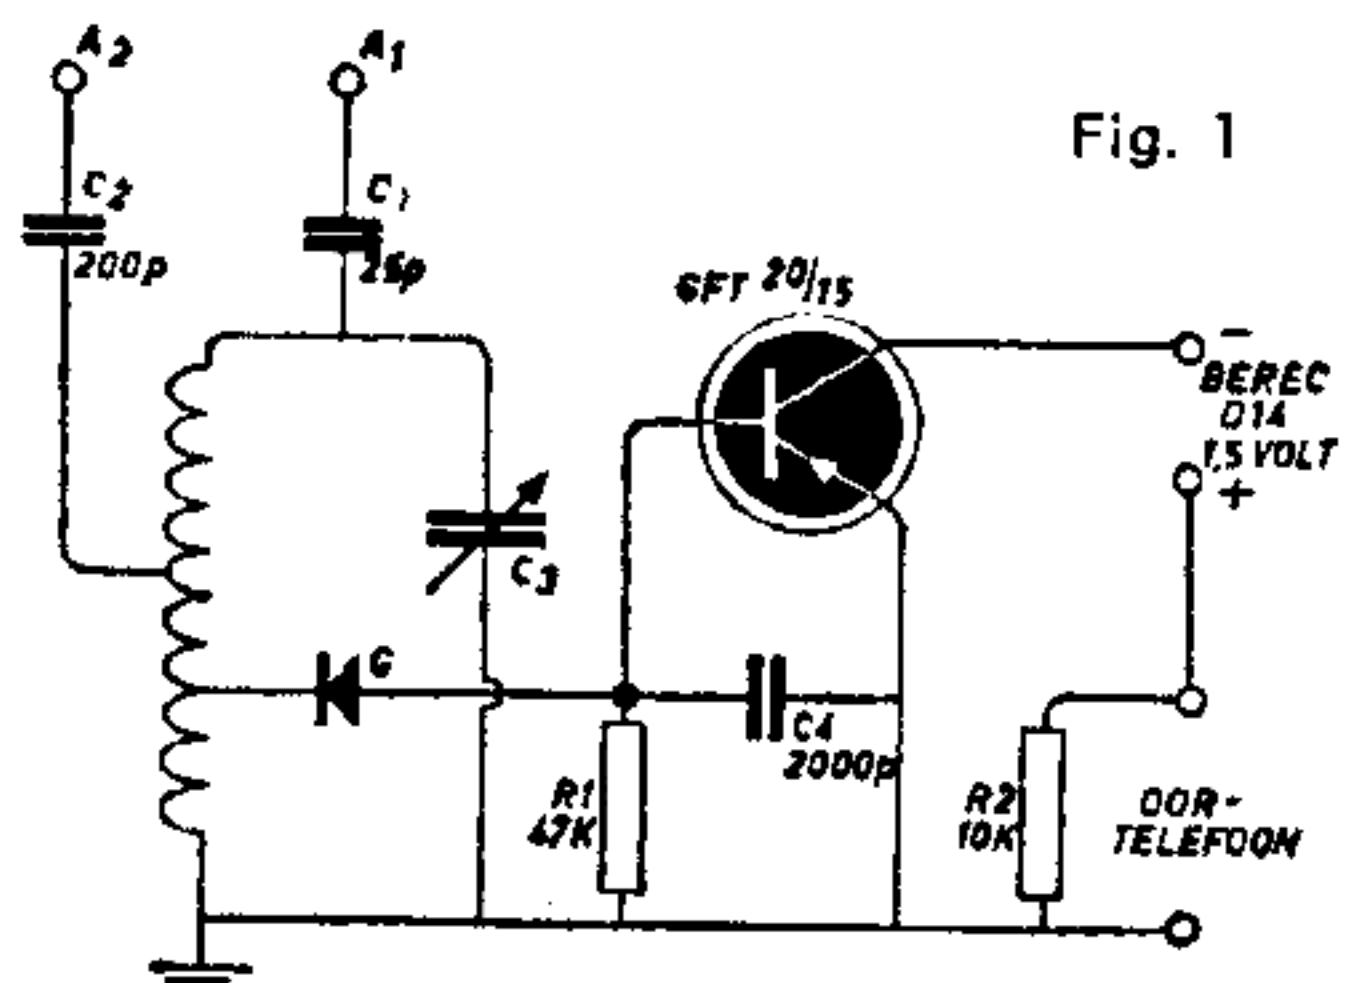 A2
A1
Fig. 1
C2
200p
C1
25p
GFT 20/15
-
BEREC
D14
1,5 VOLT
+
C3
G
C4
2000p
R1
47K
R2
10K
OOR-
TELEFOOM